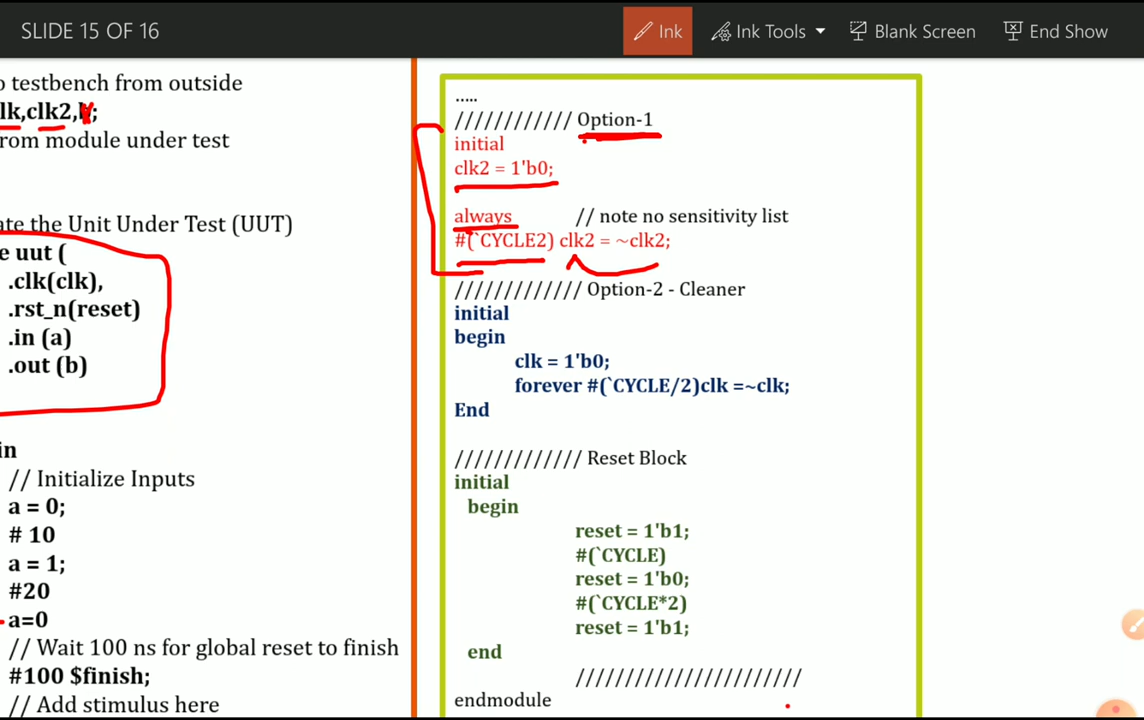 SLIDE 15 OF 16
Ink
Ink Tools
Blank Screen
End Show
o testbench from outside
lk,clk2,
rom module under test
ate the Unit Under Test (UUT)
e uut (
.clk(clk),
.rst_n(reset)
.in (a)
.out (b)
in
// Initialize Inputs
a = 0;
# 10
a = 1;
#20
a=0
// Wait 100 ns for global reset to finish
#100 $finish;
// Add stimulus here
.....
//////////// Option-1
initial
clk2 = 1'b0;
always // note no sensitivity list
#(`CYCLE2) clk2 = ~clk2;
///////////// Option-2 - Cleaner
initial
begin
clk = 1'b0;
forever #(`CYCLE/2)clk =~clk;
End
///////////// Reset Block
initial
begin
reset = 1'b1;
#(`CYCLE)
reset = 1'b0;
#(`CYCLE*2)
reset = 1'b1;
end
///////////////////////
endmodule